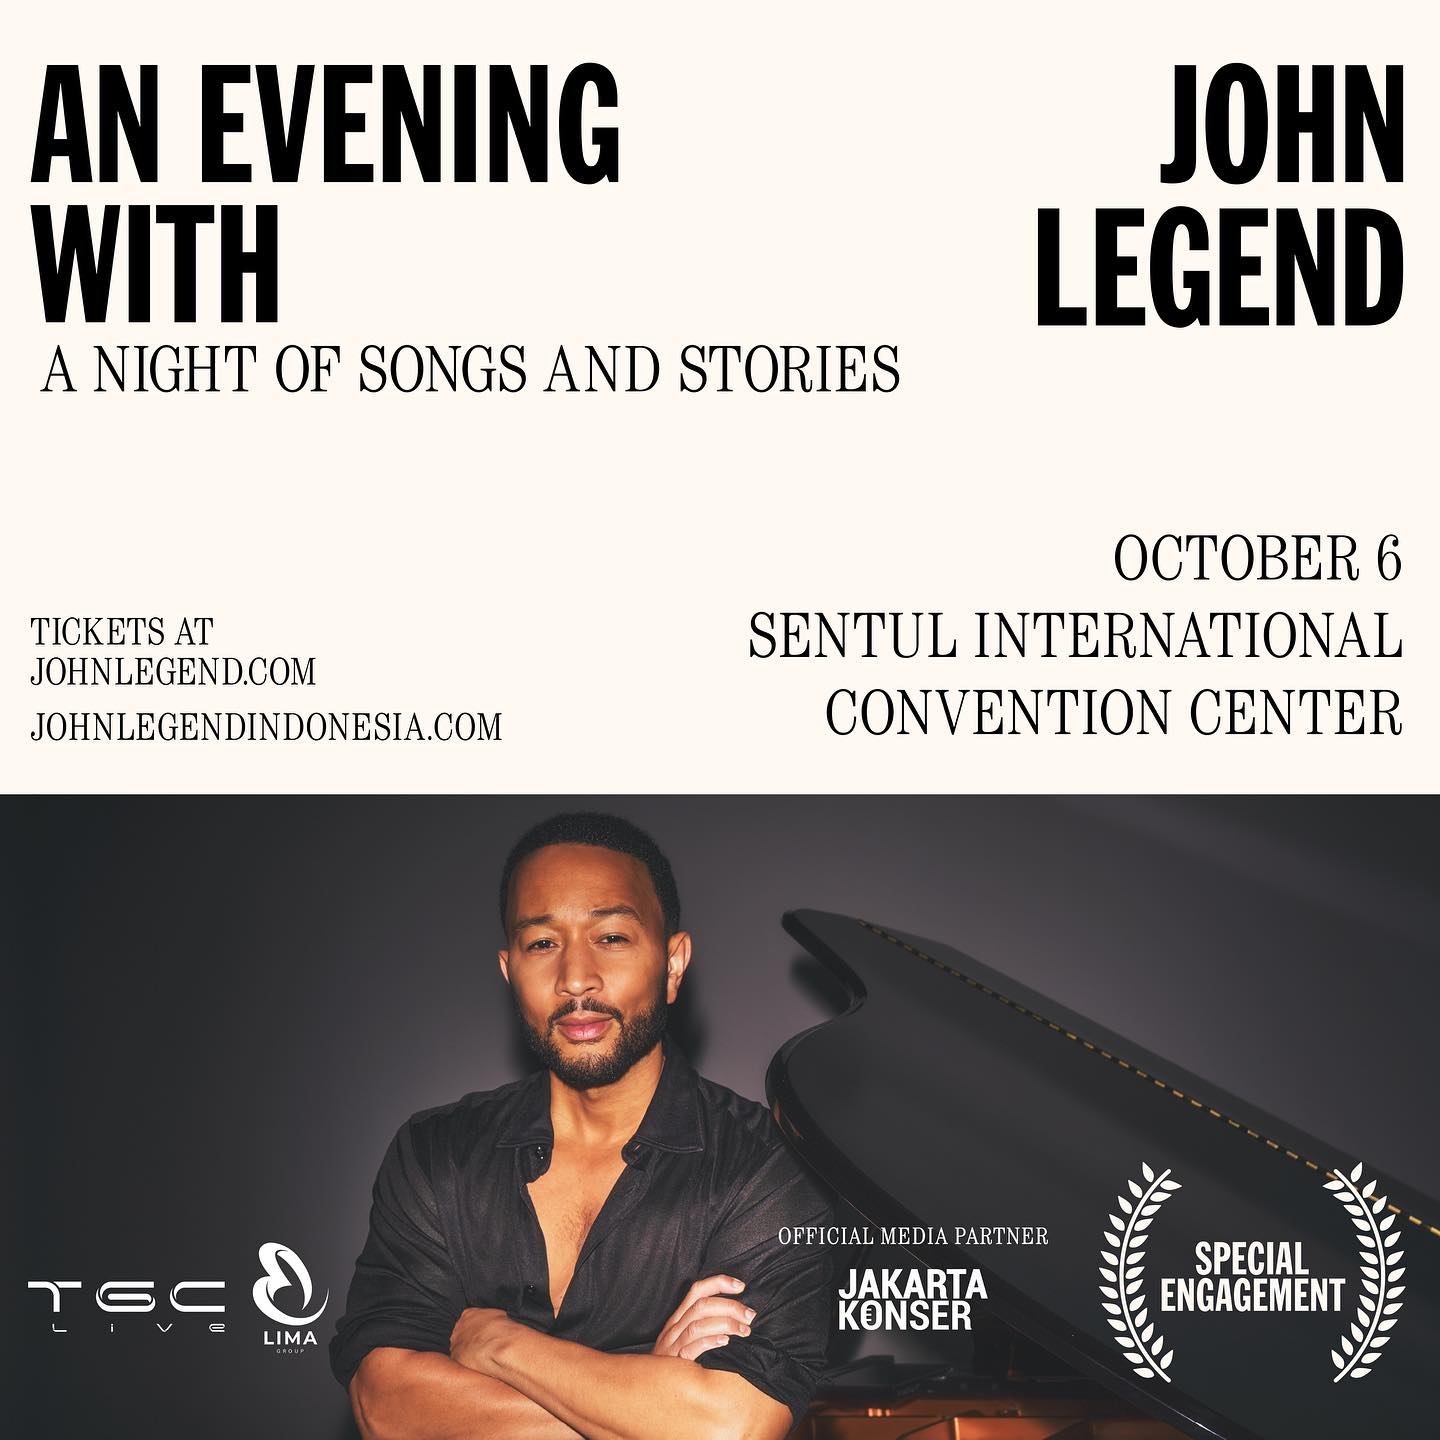 AN EVENING
WITH
JOHN
LEGEND
A NIGHT OF SONGS AND STORIES
OCTOBER 6
SENTUL INTERNATIONAL
CONVENTION CENTER
TICKETS AT
JOHNLEGEND.COM
JOHNLEGENDINDONESIA.COM
TGC
LiVe
LIMA
GROUP
OFFICIAL MEDIA PARTNER
JAKARTA
KONSER
SPECIAL
ENGAGEMENT